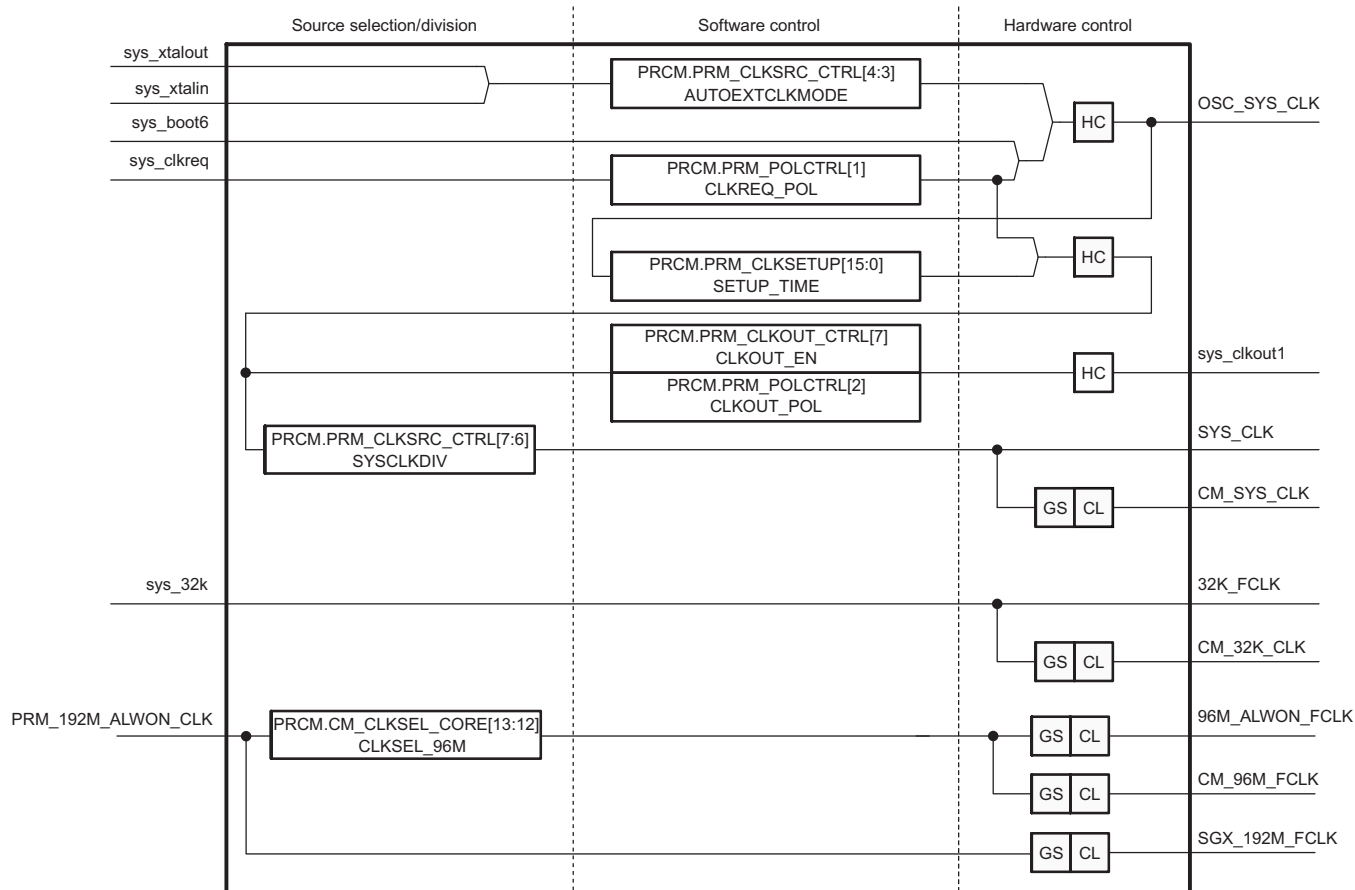 Source selection/division
Software control
Hardware control
sys_xtalout
sys_xtalin
sys_boot6
sys_clkreq
PRCM.PRM_CLKSRC_CTRL[4:3]
AUTOEXTCLKMODE
HC
OSC_SYS_CLK
PRCM.PRM_POLCTRL[1]
CLKREQ_POL
PRCM.PRM_CLKSETUP[15:0]
SETUP_TIME
HC
PRCM.PRM_CLKOUT_CTRL[7]
CLKOUT_EN
PRCM.PRM_POLCTRL[2]
CLKOUT_POL
HC
sys_clkout1
PRCM.PRM_CLKSRC_CTRL[7:6]
SYSCLKDIV
SYS_CLK
GS CL
CM_SYS_CLK
sys_32k
32K_FCLK
GS CL
CM_32K_CLK
PRM_192M_ALWON_CLK
PRCM.CM_CLKSEL_CORE[13:12]
CLKSEL_96M
GS CL
96M_ALWON_FCLK
GS CL
CM_96M_FCLK
GS CL
SGX_192M_FCLK